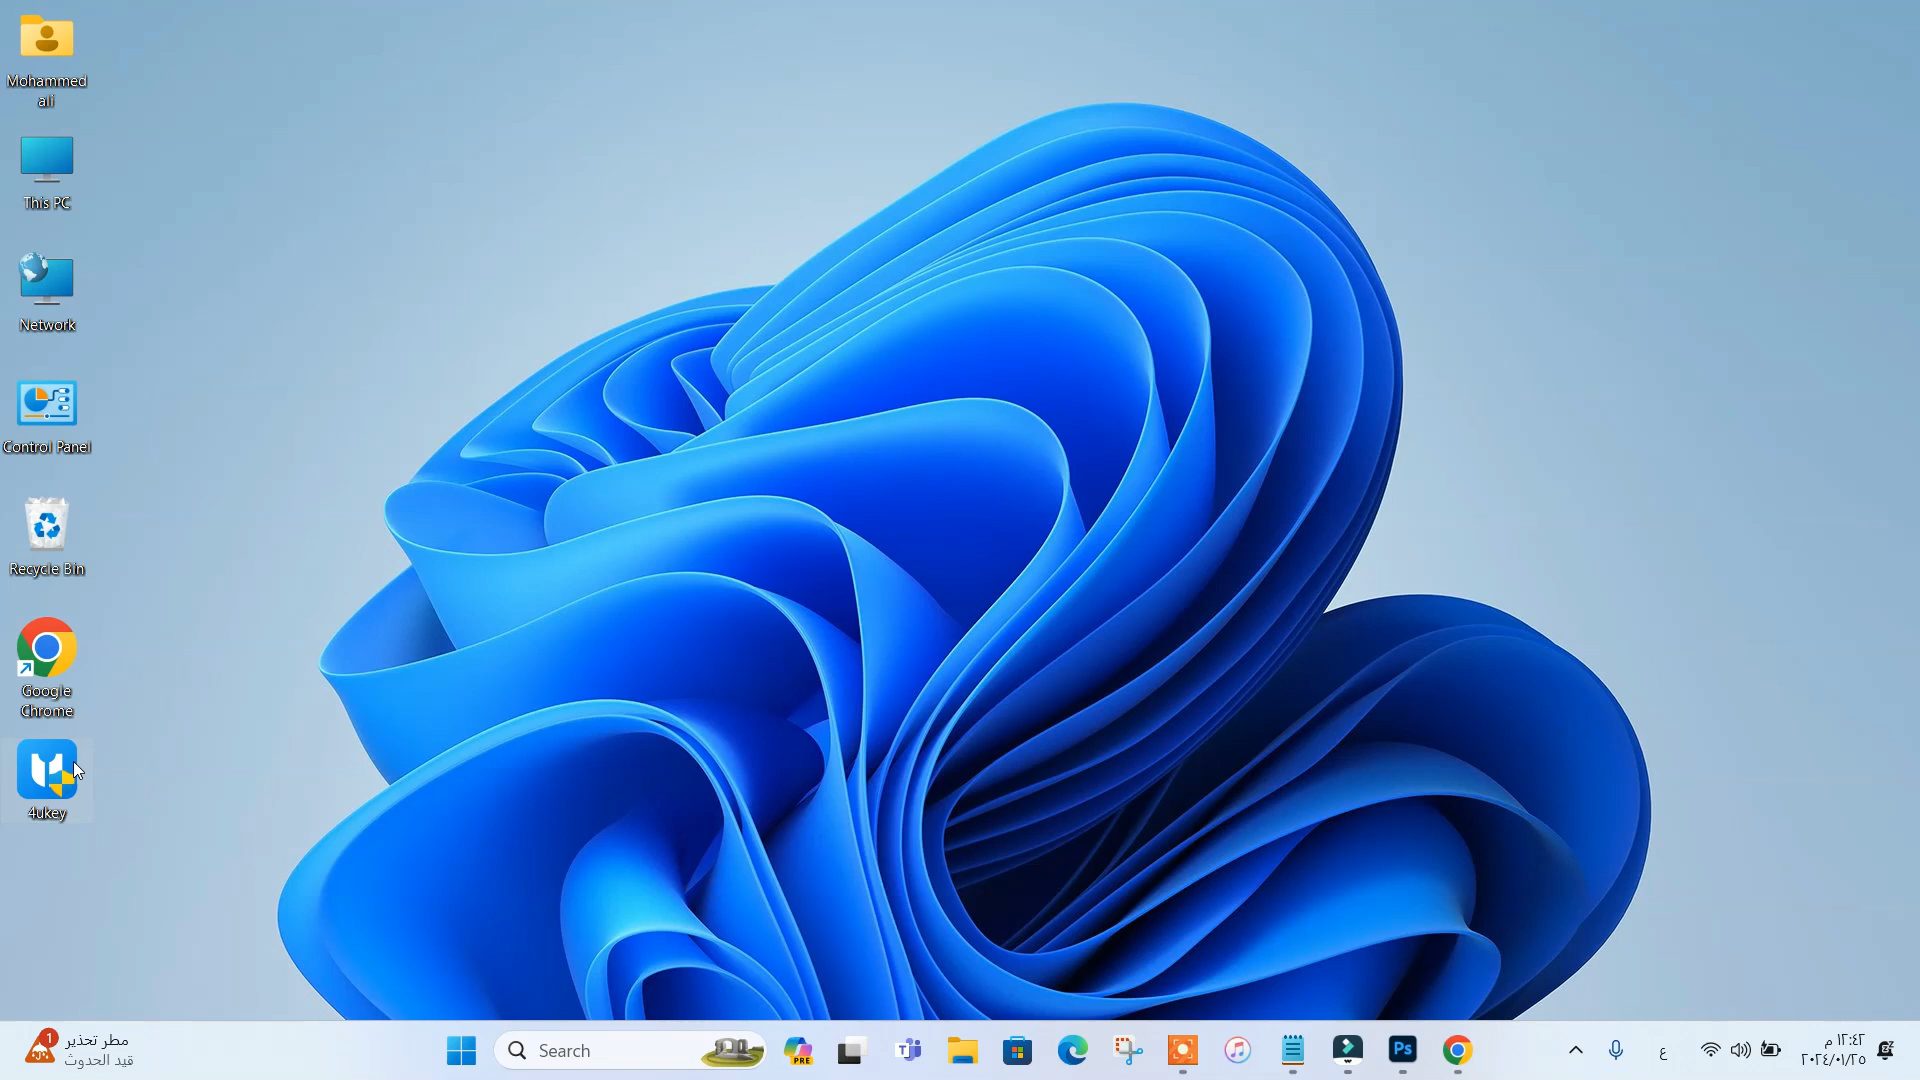 Mohammed
ali
This PC
Network
Control Panel
Recycle Bin
Google
Chrome
4ukey
1
مطر تحذير
قيد الحدوث
Search
PRE
T
Ps
ع
١٢:٤٢ م
٢٠٢٤/٠١/٢٥